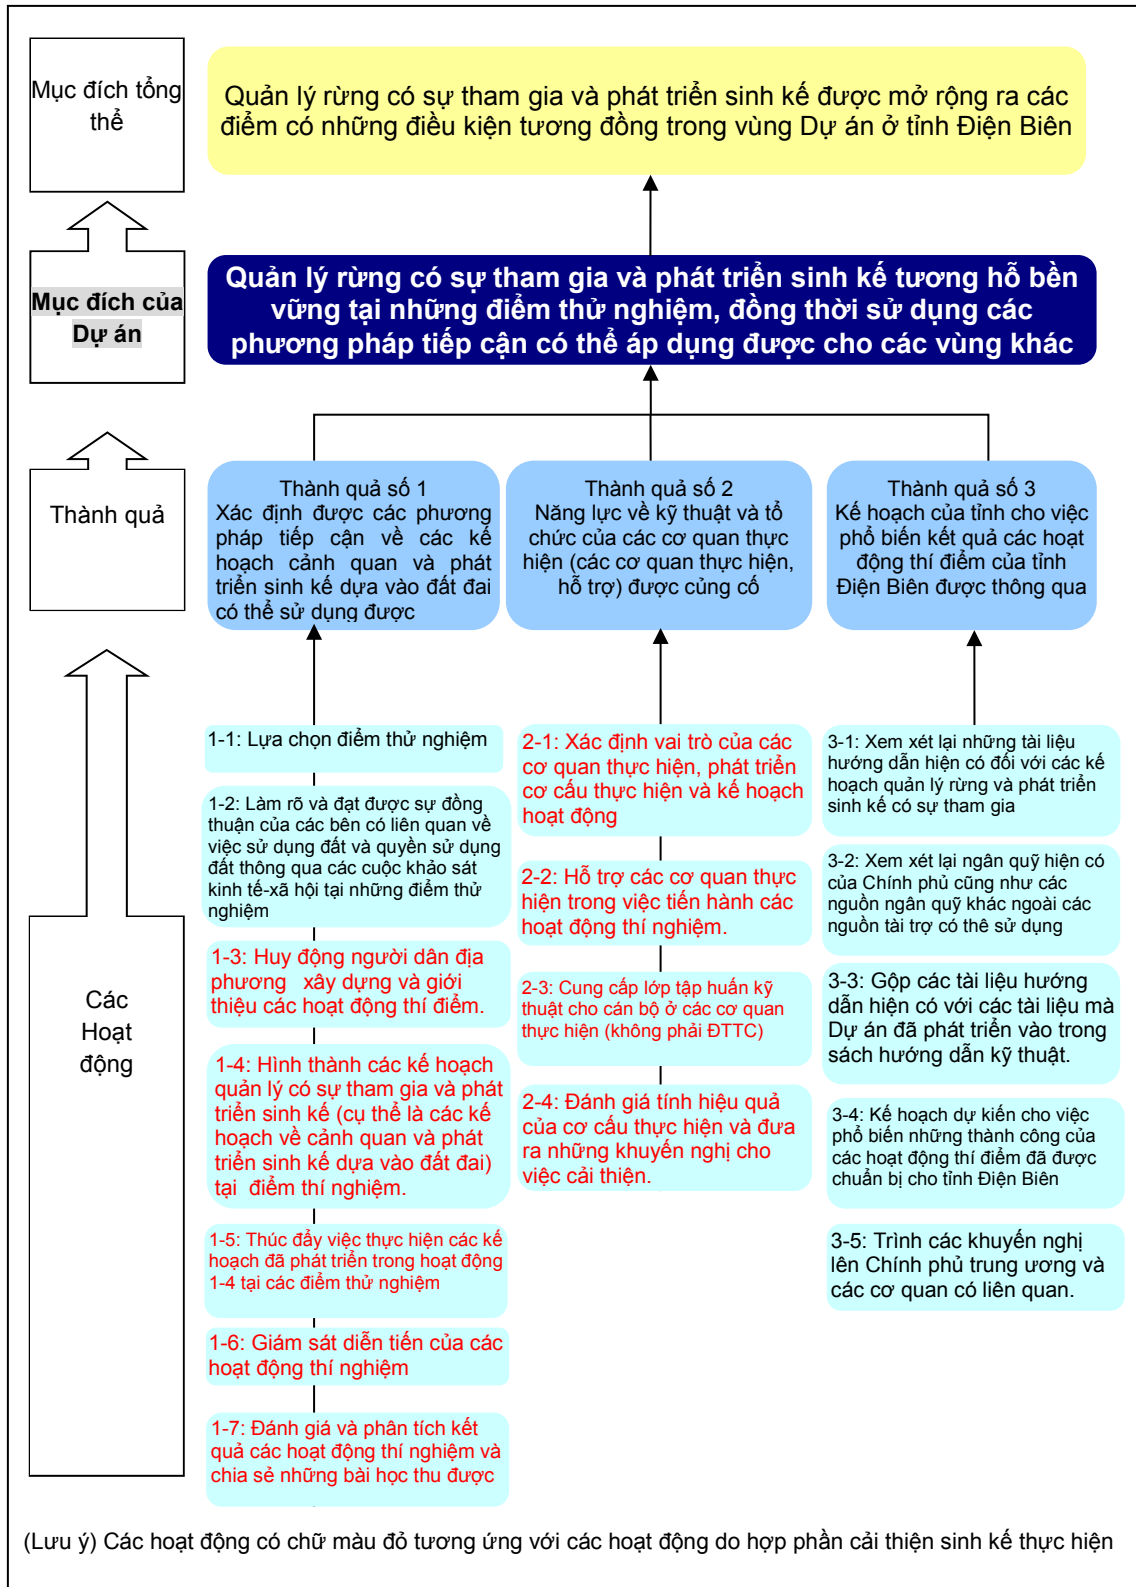 Mục đích tổng
thể
Quản lý rừng có sự tham gia và phát triển sinh kế được mở rộng ra các
điểm có những điều kiện tương đồng trong vùng Dự án ở tỉnh Điện Biên
Mục đích của
Dự án
Quản lý rừng có sự tham gia và phát triển sinh kế tương hỗ bền
vững tại những điểm thử nghiệm, đồng thời sử dụng các
phương pháp tiếp cận có thể áp dụng được cho các vùng khác
Thành quả
Thành quả số 1
Xác định được các phương
pháp tiếp cận về các kế
hoạch cảnh quan và phát
triển sinh kế dựa vào đất đai
có thể sử dụng được
Thành quả số 2
Năng lực về kỹ thuật và tổ
chức của các cơ quan thực
hiện (các cơ quan thực hiện,
hỗ trợ) được củng cố
Thành quả số 3
Kế hoạch của tỉnh cho việc
phổ biến kết quả các hoạt
động thí điểm của tỉnh
Điện Biên được thông qua
Các
Hoạt
động
1-1: Lựa chọn điểm thử nghiệm
1-2: Làm rõ và đạt được sự đồng
thuận của các bên có liên quan về
việc sử dụng đất và quyền sử dụng
đất thông qua các cuộc khảo sát
kinh tế-xã hội tại những điểm thử
nghiệm
1-3: Huy động người dân địa
phương xây dựng và giới
thiệu các hoạt động thí điểm.
1-4: Hình thành các kế hoạch
quản lý có sự tham gia và phát
triển sinh kế (cụ thể là các kế
hoạch về cảnh quan và phát
triển sinh kế dựa vào đất đai)
tại điểm thí nghiệm.
1-5: Thúc đẩy việc thực hiện các kế
hoạch đã phát triển trong hoạt động
1-4 tại các điểm thử nghiệm
1-6: Giám sát diễn tiến của các
hoạt động thí nghiệm
1-7: Đánh giá và phân tích kết
quả các hoạt động thí nghiệm và
chia sẻ những bài học thu được
2-1: Xác định vai trò của các
cơ quan thực hiện, phát triển
cơ cấu thực hiện và kế hoạch
hoạt động
2-2: Hỗ trợ các cơ quan thực
hiện trong việc tiến hành các
hoạt động thí nghiệm.
2-3: Cung cấp lớp tập huấn kỹ
thuật cho cán bộ ở các cơ quan
thực hiện (không phải ĐTTC)
2-4: Đánh giá tính hiệu quả
của cơ cấu thực hiện và đưa
ra những khuyến nghị cho
việc cải thiện.
3-1: Xem xét lại những tài liệu
hướng dẫn hiện có đối với các kế
hoạch quản lý rừng và phát triển
sinh kế có sự tham gia
3-2: Xem xét lại ngân quỹ hiện có
của Chính phủ cũng như các
nguồn ngân quỹ khác ngoài các
nguồn tài trợ có thê sử dụng
3-3: Gộp các tài liệu hướng
dẫn hiện có với các tài liệu mà
Dự án đã phát triển vào trong
sách hướng dẫn kỹ thuật.
3-4: Kế hoạch dự kiến cho việc
phổ biến những thành công của
các hoạt động thí điểm đã được
chuẩn bị cho tỉnh Điện Biên
3-5: Trình các khuyến nghị
lên Chính phủ trung ương và
các cơ quan có liên quan.
(Lưu ý) Các hoạt động có chữ màu đỏ tương ứng với các hoạt động do hợp phần cải thiện sinh kế thực hiện